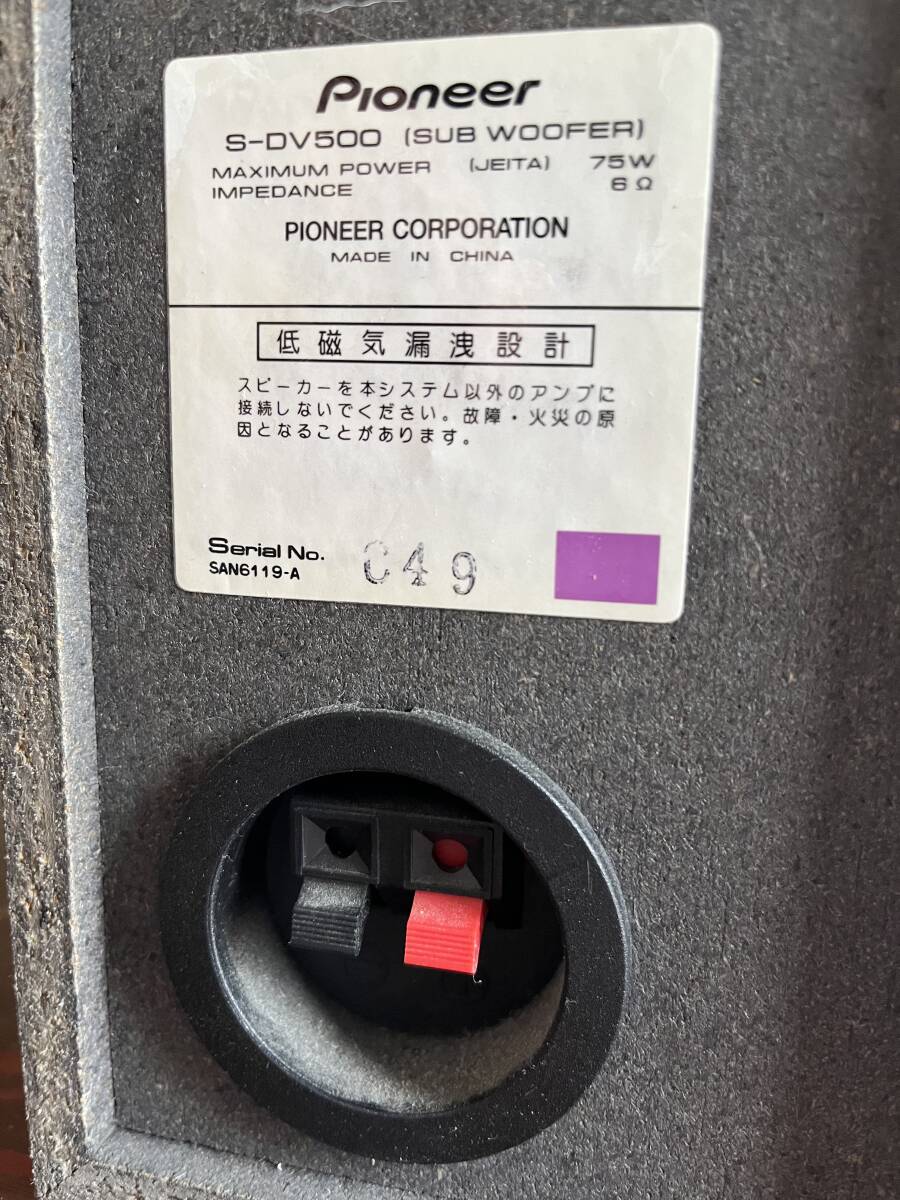 Pioneer
S-DV500 (SUB WOOFER)
MAXIMUM POWER (JEITA) 75W
IMPEDANCE 6Ω
PIONEER CORPORATION
MADE IN CHINA
低磁気漏洩設計
スピーカーを本システム以外のアンプに
接続しないでください。故障・火災の原
因となることがあります。
Serial No.
SAN6119-A C49